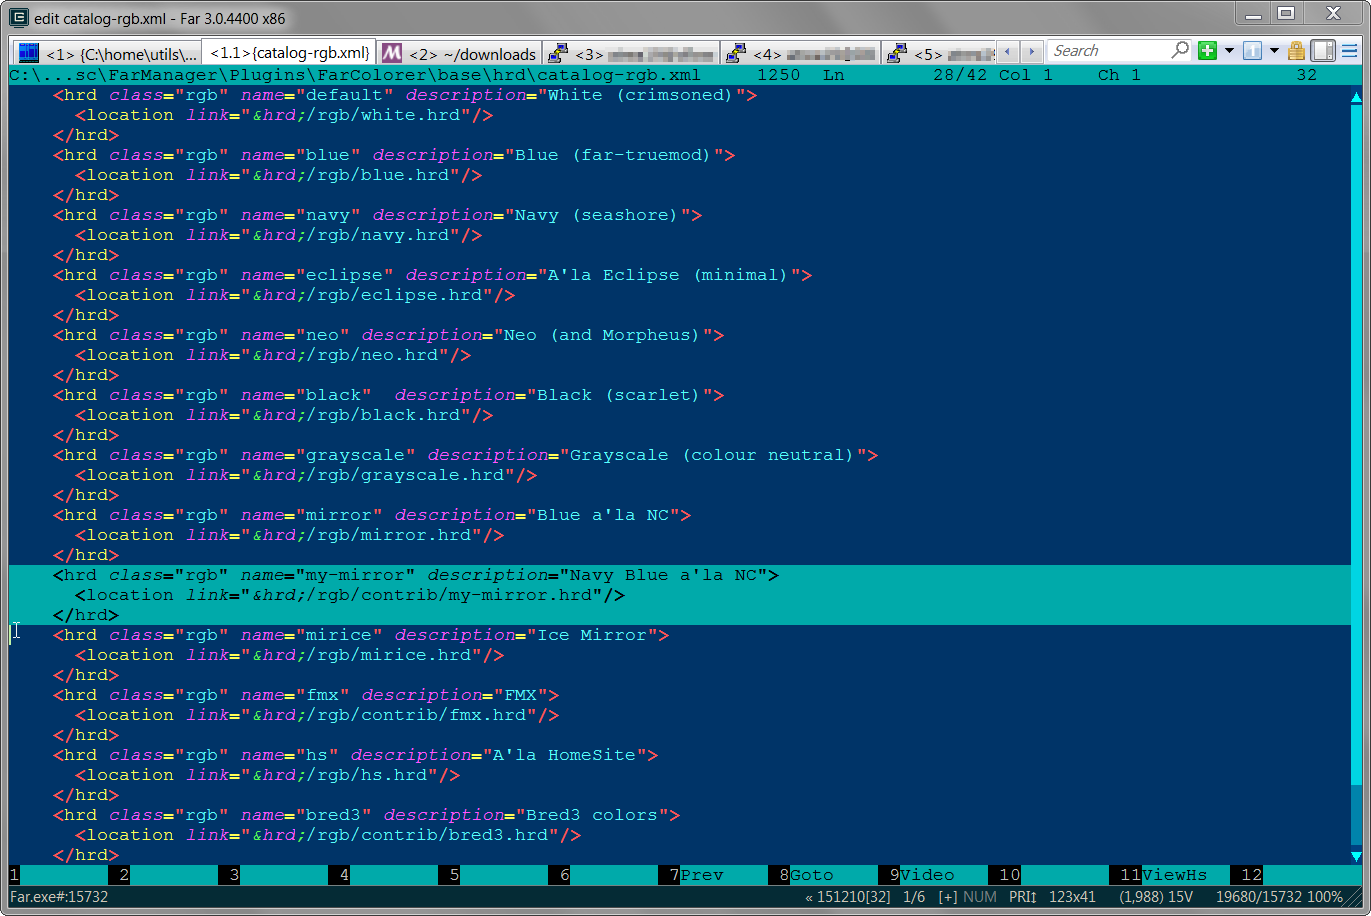 edit catalog-rgb.xml - Far 3.0.4400 x86
<1> {C:\home\utils\... <1.1>{catalog-rgb.xml} <2> ~/downloads <3> <4> <5> Search
C:\...sc\FarManager\Plugins\FarColorer\base\hrd\catalog-rgb.xml 1250 Ln 28/42 Col 1 Ch 1 32
<hrd class="rgb" name="default" description="White (crimsoned)">
<location link="&hrd;/rgb/white.hrd"/>
</hrd>
<hrd class="rgb" name="blue" description="Blue (far-truemod)">
<location link="&hrd;/rgb/blue.hrd"/>
</hrd>
<hrd class="rgb" name="navy" description="Navy (seashore)">
<location link="&hrd;/rgb/navy.hrd"/>
</hrd>
<hrd class="rgb" name="eclipse" description="A'la Eclipse (minimal)">
<location link="&hrd;/rgb/eclipse.hrd"/>
</hrd>
<hrd class="rgb" name="neo" description="Neo (and Morpheus)">
<location link="&hrd;/rgb/neo.hrd"/>
</hrd>
<hrd class="rgb" name="black"  description="Black (scarlet)">
<location link="&hrd;/rgb/black.hrd"/>
</hrd>
<hrd class="rgb" name="grayscale" description="Grayscale (colour neutral)">
<location link="&hrd;/rgb/grayscale.hrd"/>
</hrd>
<hrd class="rgb" name="mirror" description="Blue a'la NC">
<location link="&hrd;/rgb/mirror.hrd"/>
</hrd>
<hrd class="rgb" name="my-mirror" description="Navy Blue a'la NC">
<location link="&hrd;/rgb/contrib/my-mirror.hrd"/>
</hrd>
<hrd class="rgb" name="mirice" description="Ice Mirror">
<location link="&hrd;/rgb/mirice.hrd"/>
</hrd>
<hrd class="rgb" name="fmx" description="FMX">
<location link="&hrd;/rgb/contrib/fmx.hrd"/>
</hrd>
<hrd class="rgb" name="hs" description="A'la HomeSite">
<location link="&hrd;/rgb/hs.hrd"/>
</hrd>
<hrd class="rgb" name="bred3" description="Bred3 colors">
<location link="&hrd;/rgb/contrib/bred3.hrd"/>
</hrd>
1 2 3 4 5 6 7Prev 8Goto 9Video 10 11ViewHs 12
Far.exe#:15732 « 151210[32] 1/6 [+] NUM PRI↕ 123x41 (1,988) 15V 19680/15732 100%